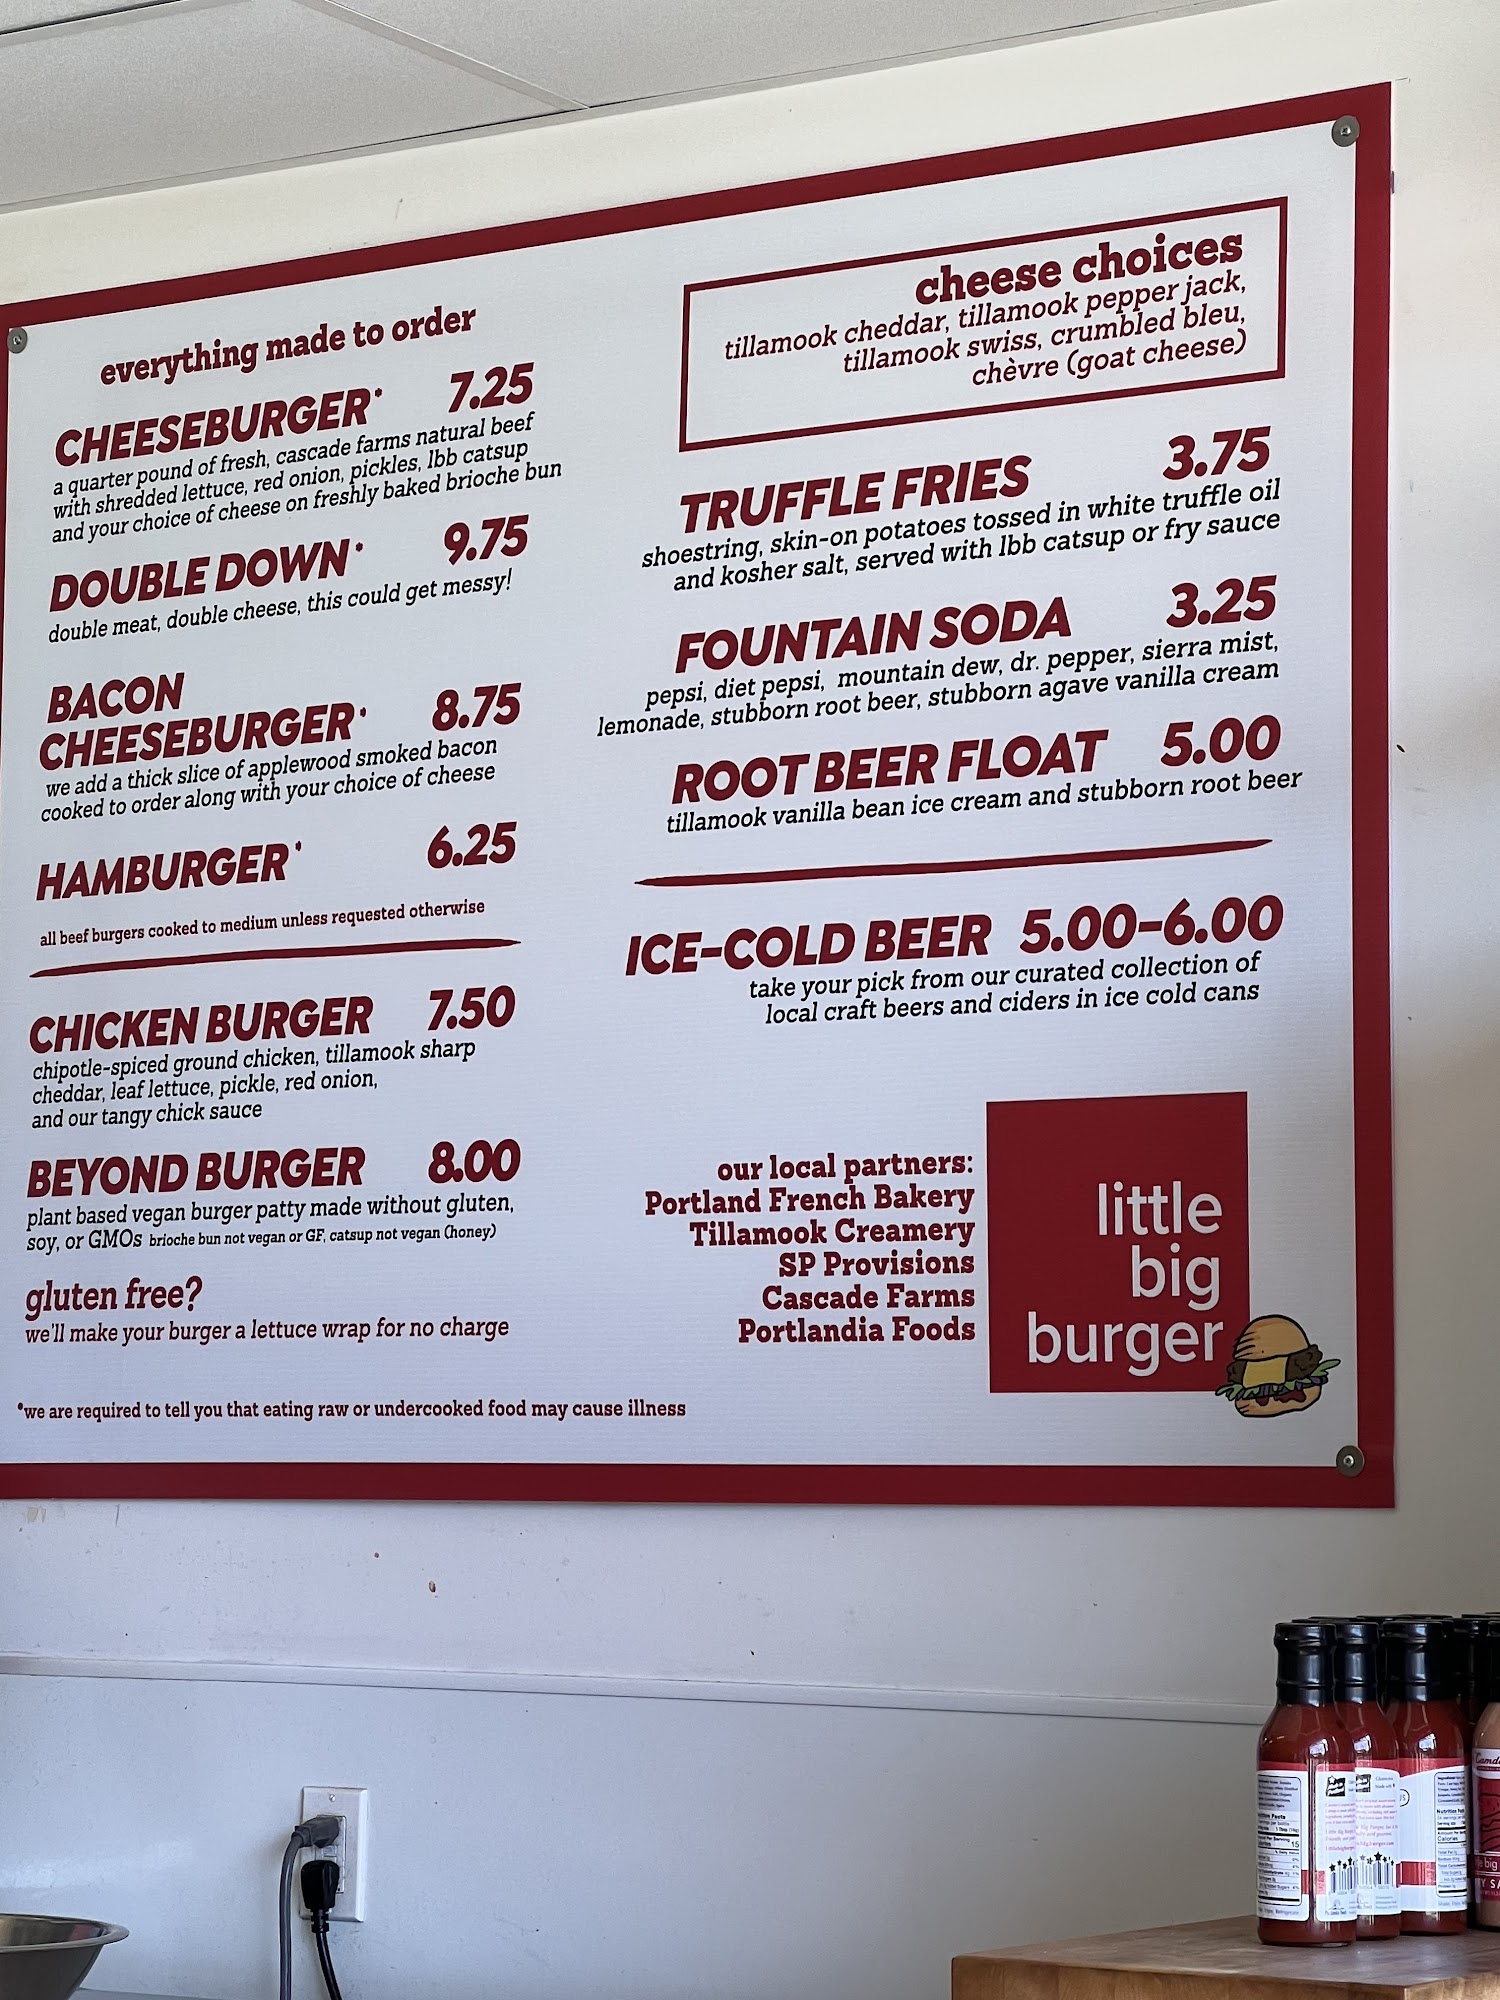 everything made to order
CHEESEBURGER* 7.25
a quarter pound of fresh, cascade farms natural beef
with shredded lettuce, red onion, pickles, lbb catsup
and your choice of cheese on freshly baked brioche bun
DOUBLE DOWN* 9.75
double meat, double cheese, this could get messy!
BACON
CHEESEBURGER* 8.75
we add a thick slice of applewood smoked bacon
cooked to order along with your choice of cheese
HAMBURGER* 6.25
all beef burgers cooked to medium unless requested otherwise
CHICKEN BURGER 7.50
chipotle-spiced ground chicken, tillamook sharp
cheddar, leaf lettuce, pickle, red onion,
and our tangy chick sauce
BEYOND BURGER 8.00
plant based vegan burger patty made without gluten,
soy, or GMOs brioche bun not vegan or GF, catsup not vegan (honey)
gluten free?
we'll make your burger a lettuce wrap for no charge
*we are required to tell you that eating raw or undercooked food may cause illness
cheese choices
tillamook cheddar, tillamook pepper jack,
tillamook swiss, crumbled bleu,
chèvre (goat cheese)
TRUFFLE FRIES 3.75
shoestring, skin-on potatoes tossed in white truffle oil
and kosher salt, served with lbb catsup or fry sauce
FOUNTAIN SODA 3.25
pepsi, diet pepsi, mountain dew, dr. pepper, sierra mist,
lemonade, stubborn root beer, stubborn agave vanilla cream
ROOT BEER FLOAT 5.00
tillamook vanilla bean ice cream and stubborn root beer
ICE-COLD BEER 5.00-6.00
take your pick from our curated collection of
local craft beers and ciders in ice cold cans
our local partners:
Portland French Bakery
Tillamook Creamery
SP Provisions
Cascade Farms
Portlandia Foods
little
big
burger